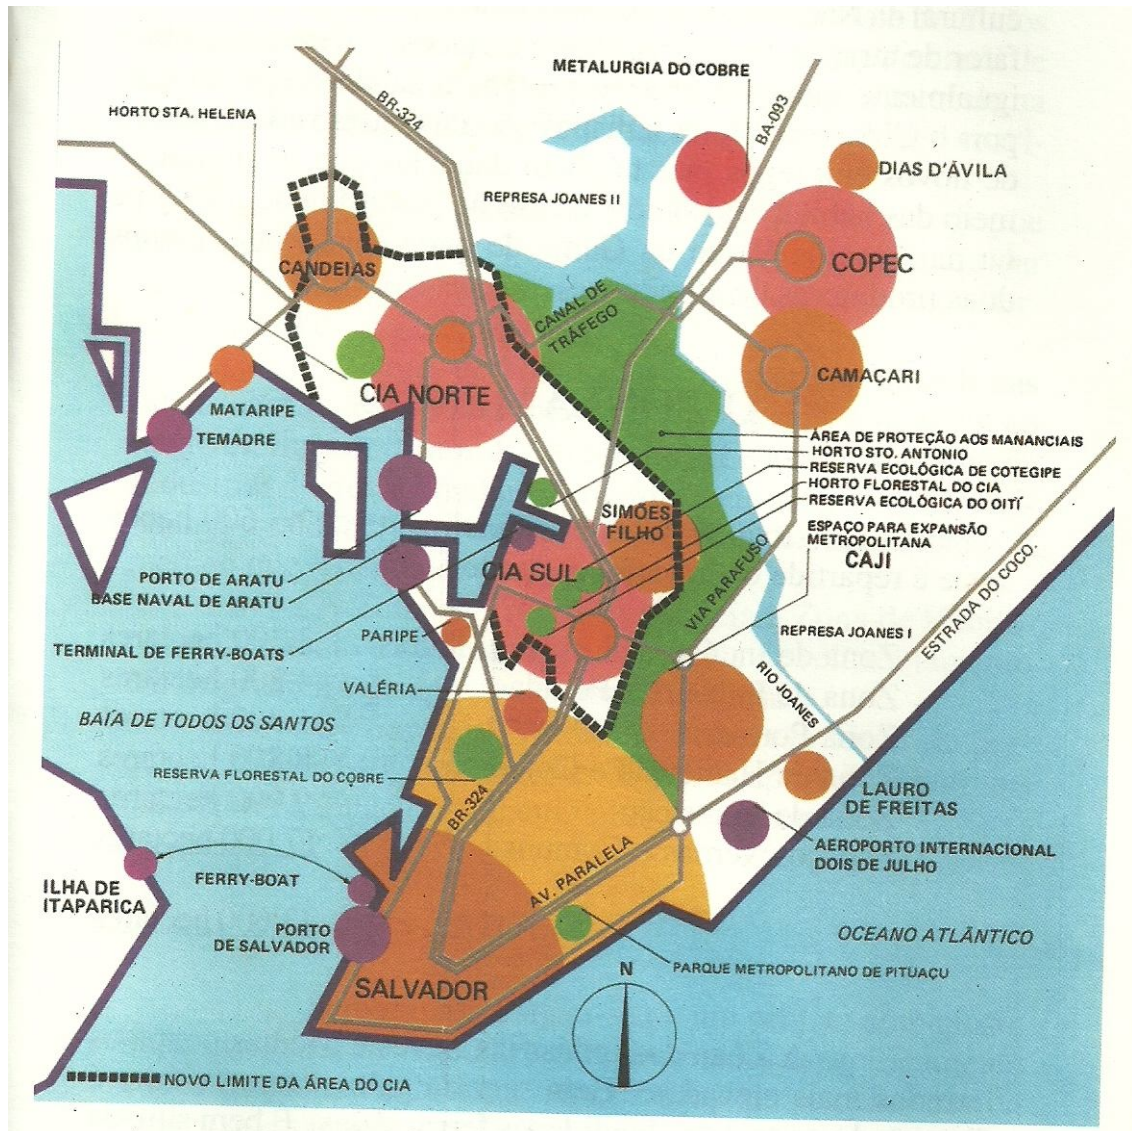 METALURGIA DO COBRE
BR-324
BA-093
HORTO STA. HELENA
DIAS D'ÁVILA
REPRESA JOANES II
COPEC
CANDEIAS
CANAL DE
TRÁFEGO
CAMAÇARI
CIA NORTE
MATARIPE
TEMADRE
ÁREA DE PROTEÇÃO AOS MANANCIAIS
HORTO STO. ANTONIO
RESERVA ECOLÓGICA DE COTEGIPE
HORTO FLORESTAL DO CIA
RESERVA ECOLÓGICA DO OITÍ
SIMÕES
FILHO
ESPAÇO PARA EXPANSÃO
METROPOLITANA
CAJI
CIA SUL
PORTO DE ARATU
BASE NAVAL DE ARATU
VIA PARAFUSO
ESTRADA DO COCO.
PARIPE
TERMINAL DE FERRY-BOATS
REPRESA JOANES I
VALÉRIA
RIO JOANES
BAÍA DE TODOS OS SANTOS
RESERVA FLORESTAL DO COBRE
BR-324
LAURO
DE FREITAS
AEROPORTO INTERNACIONAL
DOIS DE JULHO
AV. PARALELA
FERRY-BOAT
ILHA DE
ITAPARICA
PORTO
DE SALVADOR
OCEANO ATLÂNTICO
N
PARQUE METROPOLITANO DE PITUAÇU
SALVADOR
NOVO LIMITE DA ÁREA DO CIA